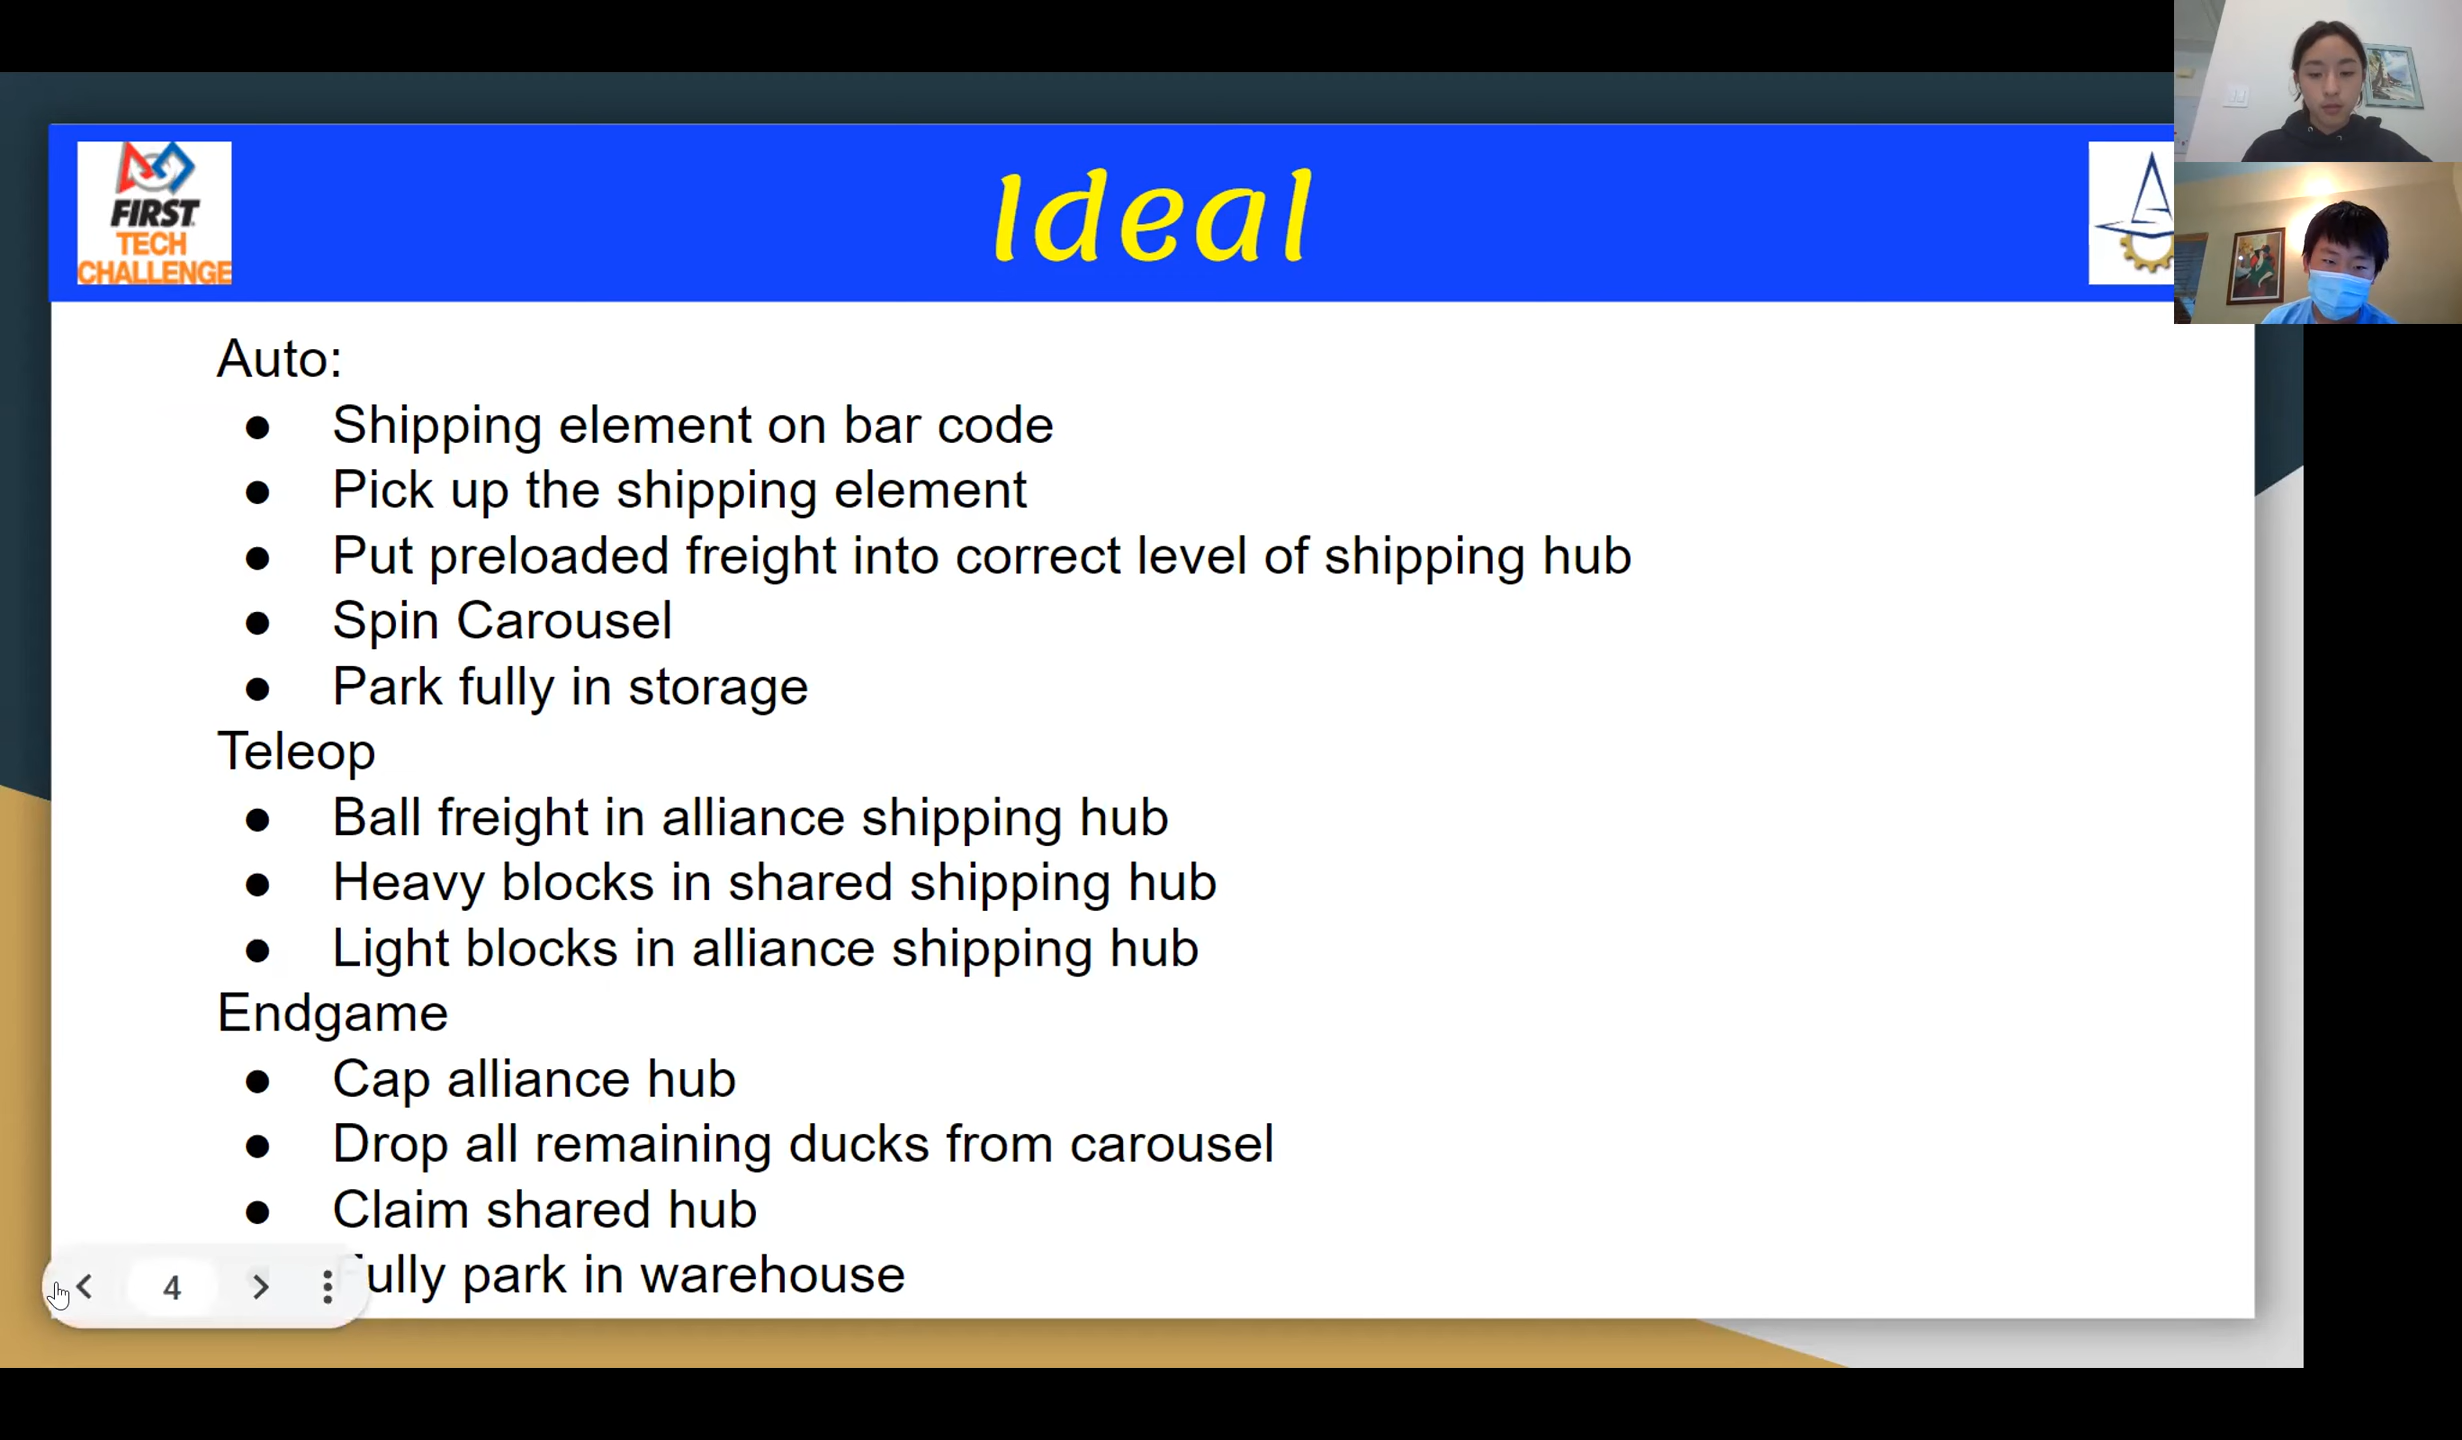 FIRST
TECH
CHALLENGE
Ideal
Auto:
● Shipping element on bar code
● Pick up the shipping element
● Put preloaded freight into correct level of shipping hub
● Spin Carousel
● Park fully in storage
Teleop
● Ball freight in alliance shipping hub
● Heavy blocks in shared shipping hub
● Light blocks in alliance shipping hub
Endgame
● Cap alliance hub
● Drop all remaining ducks from carousel
● Claim shared hub
Fully park in warehouse
4